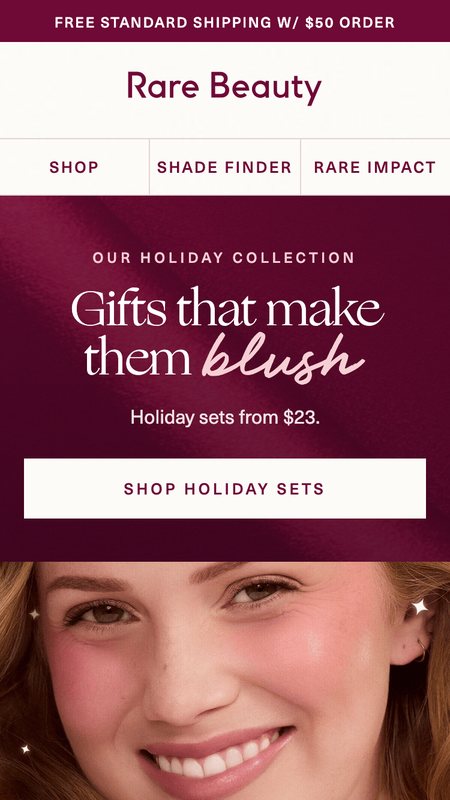 FREE STANDARD SHIPPING W/ $50 ORDER
Rare Beauty
SHOP
SHADE FINDER
RARE IMPACT
OUR HOLIDAY COLLECTION
Gifts that make
them blush
Holiday sets from $23.
SHOP HOLIDAY SETS